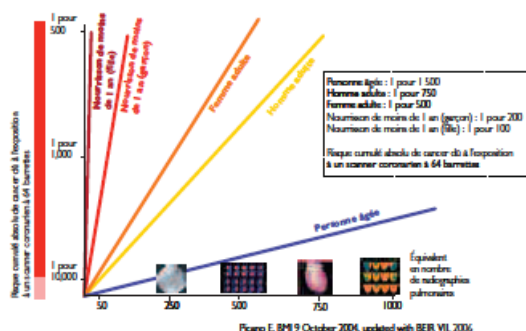 1 pour
500
1 pour
1,000
1 pour
10,000
Risque cumulé absolu de cancer dû à l'exposition
à un scanner coronarien à 64 barrettes
Nourrisson de moins
de 1 an (fille)
Nourrisson de moins
de 1 an (garçon)
Femme adulte
Homme adulte
Personne âgée
Personne âgée : 1 pour 1 500
Homme adulte : 1 pour 750
Femme adulte : 1 pour 500
Nourrisson de moins de 1 an (garçon) : 1 pour 200
Nourrisson de moins de 1 an (fille) : 1 pour 100
Risque cumulé absolu de cancer dû à l'exposition
à un scanner coronarien à 64 barrettes
Équivalent
en nombre
de radiographies
pulmonaires
50
250
500
750
1000
Picano E, BMJ 9 October 2004, updated with BEIR VII, 2006